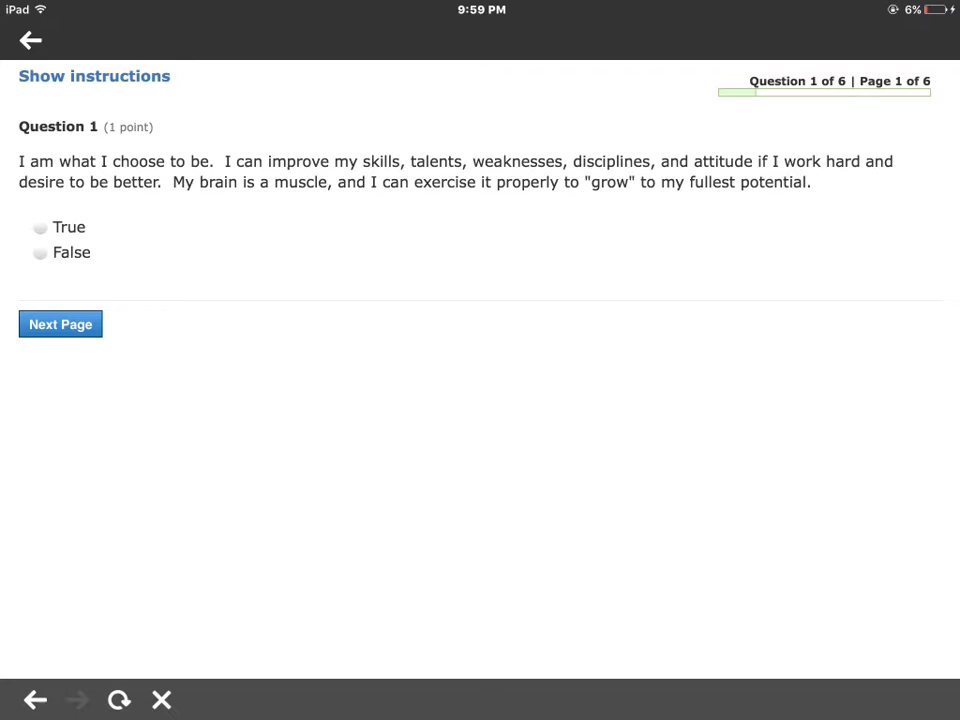 iPad 9:59 PM 6%
Show instructions
Question 1 of 6 | Page 1 of 6
Question 1 (1 point)
I am what I choose to be.  I can improve my skills, talents, weaknesses, disciplines, and attitude if I work hard and
desire to be better.  My brain is a muscle, and I can exercise it properly to "grow" to my fullest potential.
True
False
Next Page